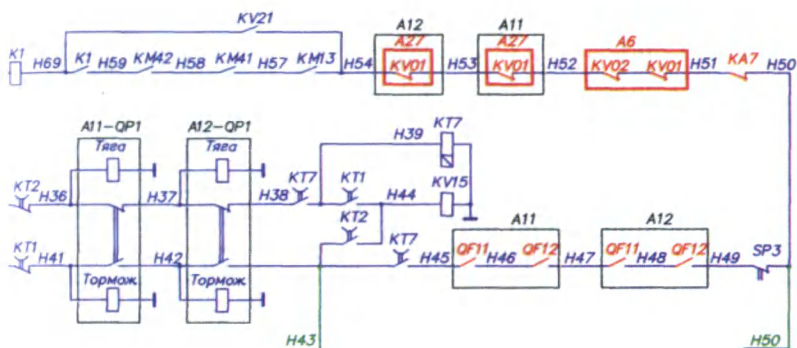 KV21
A12
A11
A6
A27
A27
K1
H69
K1
H59
KM42
H58
KM41
H57
KM13
H54
KV01
H53
KV01
H52
KV02
KV01
H51
KA7
H50
A11-QP1
A12-QP1
Тяга
Тяга
H39
KT7
KT2
H36
H37
H38
KT7
KT1
H44
KV15
KT2
A11
A12
KT1
H41
H42
KT7
H45
QF11
H46
QF12
H47
QF11
H48
QF12
H49
SP3
Тормож.
Тормож.
H43
H50